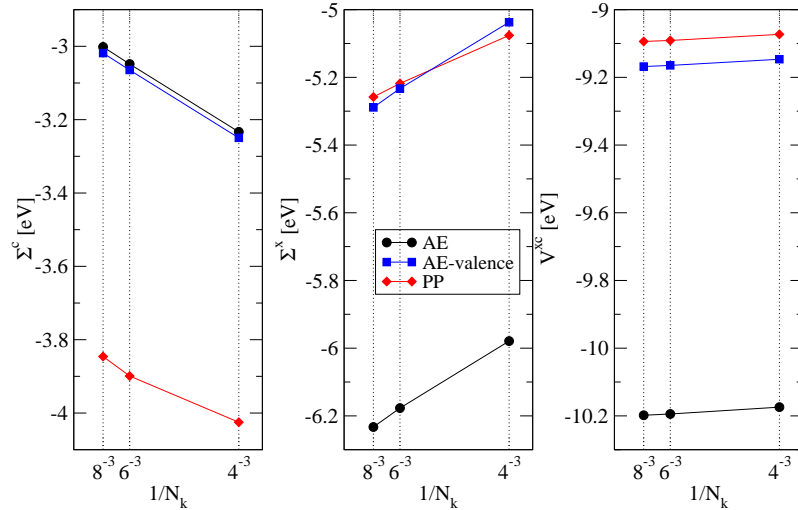 -3
-3.2
-3.4
-3.6
-3.8
-4
Σ^c [eV]
8^-3 6^-3 4^-3
1/N_k
-5
-5.2
-5.4
-5.6
-5.8
-6
-6.2
Σ^x [eV]
AE
AE-valence
PP
8^-3 6^-3 4^-3
1/N_k
-9
-9.2
-9.4
-9.6
-9.8
-10
-10.2
V^xc [eV]
8^-3 6^-3 4^-3
1/N_k